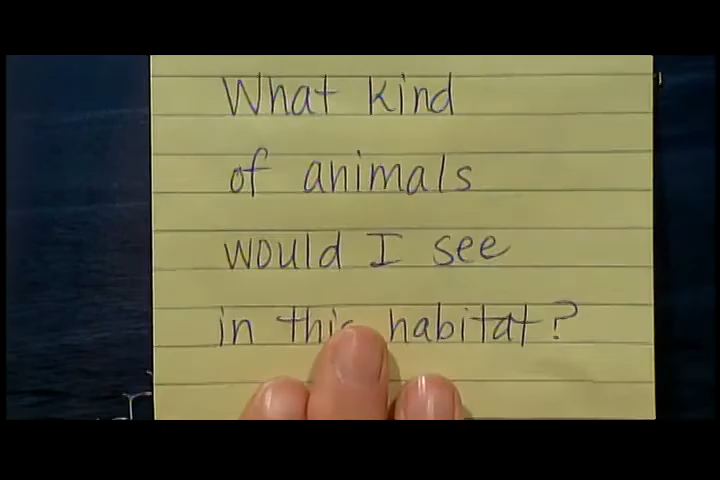 What kind
of animals
would I see
in this habitat?